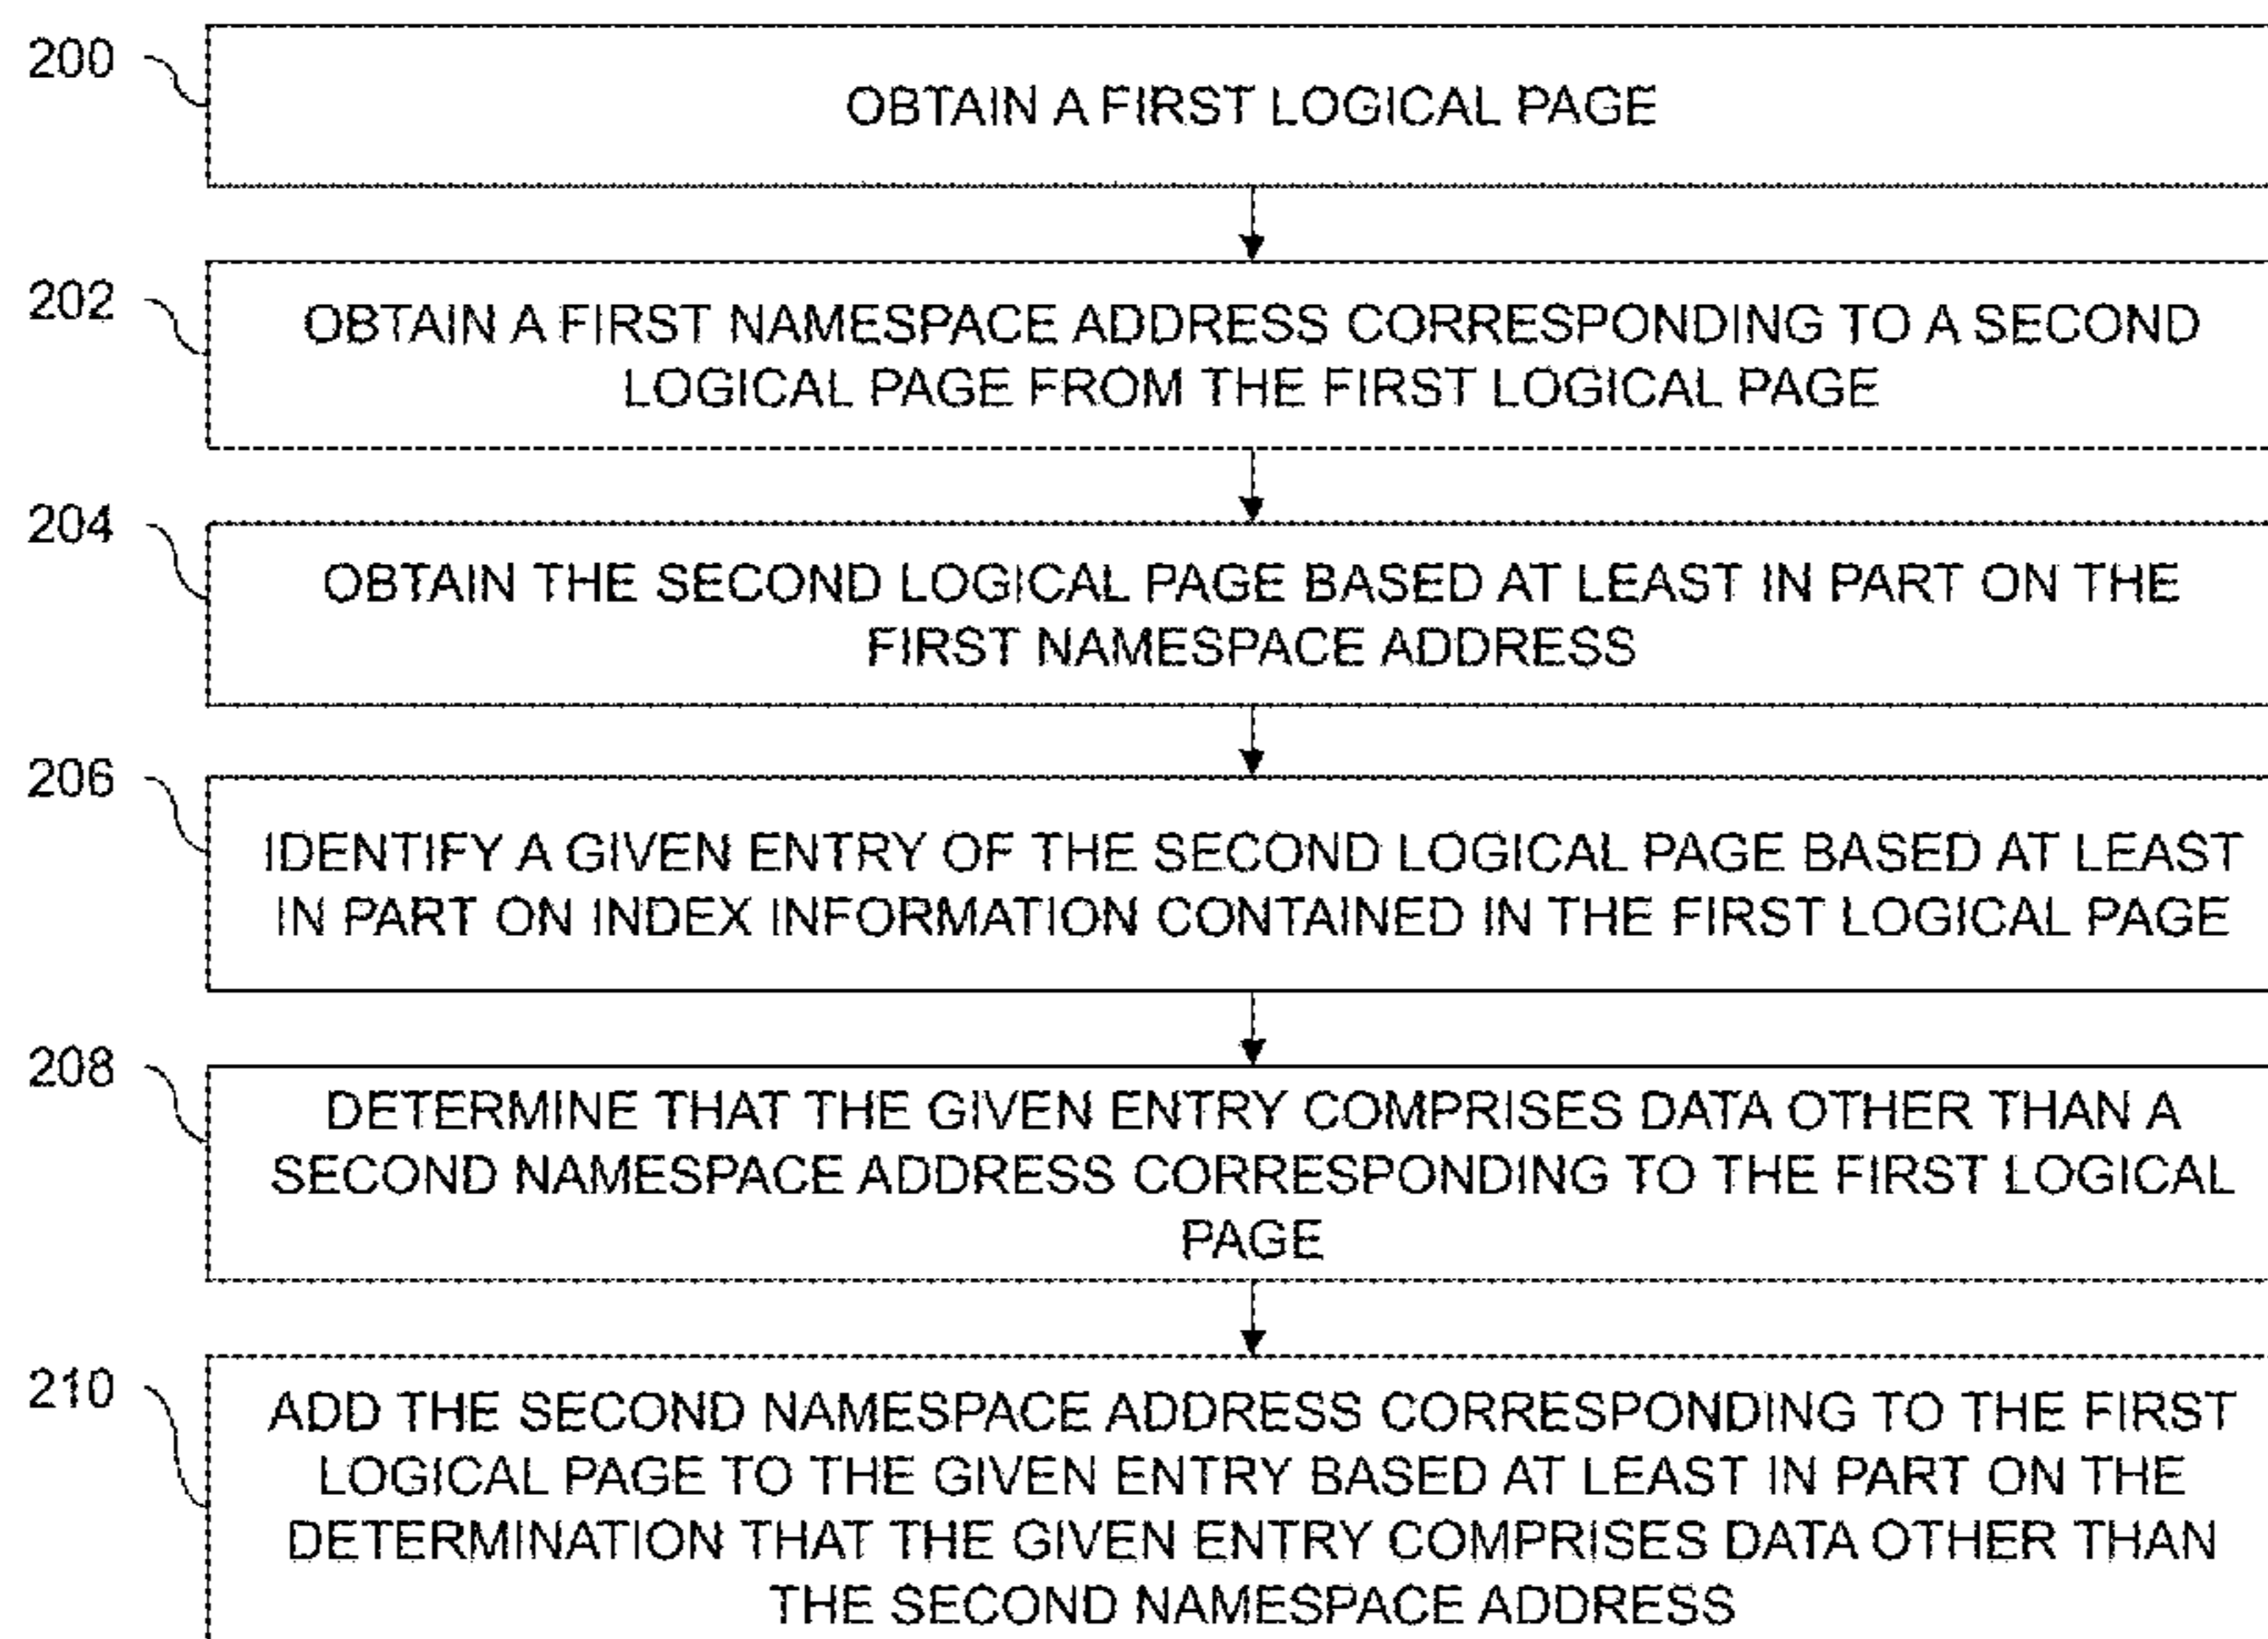 200
OBTAIN A FIRST LOGICAL PAGE
202
OBTAIN A FIRST NAMESPACE ADDRESS CORRESPONDING TO A SECOND
LOGICAL PAGE FROM THE FIRST LOGICAL PAGE
204
OBTAIN THE SECOND LOGICAL PAGE BASED AT LEAST IN PART ON THE
FIRST NAMESPACE ADDRESS
206
IDENTIFY A GIVEN ENTRY OF THE SECOND LOGICAL PAGE BASED AT LEAST
IN PART ON INDEX INFORMATION CONTAINED IN THE FIRST LOGICAL PAGE
208
DETERMINE THAT THE GIVEN ENTRY COMPRISES DATA OTHER THAN A
SECOND NAMESPACE ADDRESS CORRESPONDING TO THE FIRST LOGICAL
PAGE
210
ADD THE SECOND NAMESPACE ADDRESS CORRESPONDING TO THE FIRST
LOGICAL PAGE TO THE GIVEN ENTRY BASED AT LEAST IN PART ON THE
DETERMINATION THAT THE GIVEN ENTRY COMPRISES DATA OTHER THAN
THE SECOND NAMESPACE ADDRESS